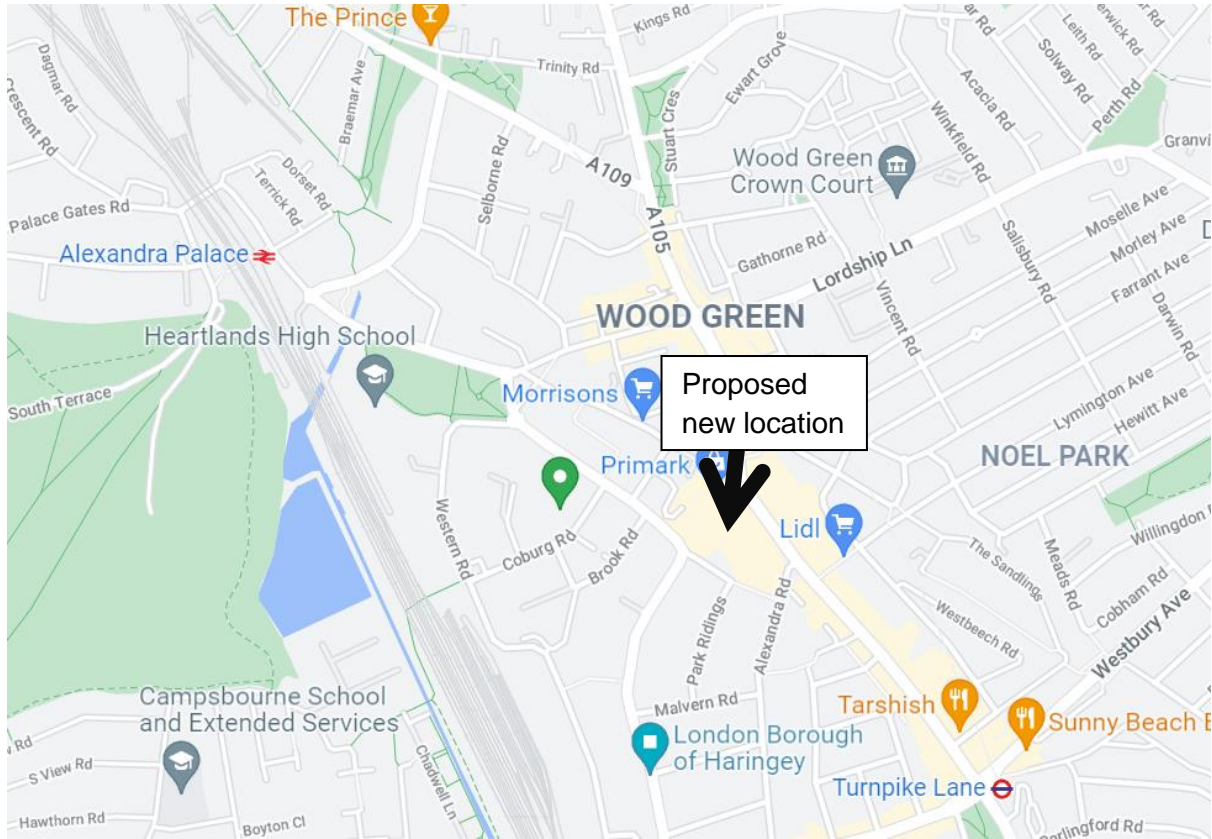 The Prince
Kings Rd
Trinity Rd
Ewart Grove
Solway Rd
Leith Rd
Perth Rd
Dagmar Rd
Crescent Rd
Braemar Ave
Stuart Cres
Acacia Rd
Winkfield Rd
Granvi
Selborne Rd
A109
Wood Green
Crown Court
Dorset Rd
Terrick Rd
Palace Gates Rd
A105
Moselle Ave
Morley Ave
Farrant Ave
Salisbury Rd
Darwin Rd
D
Alexandra Palace
Gathorne Rd
Lordship Ln
Vincent Rd
WOOD GREEN
Heartlands High School
South Terrace
Morrisons
Proposed
new location
Lymington Ave
Hewitt Ave
NOEL PARK
Primark
Lidl
Western Rd
Coburg Rd
Brook Rd
Willingdon
The Sandlings
Meads Rd
Cobham Rd
Westbury Ave
Park Ridings
Alexandra Rd
Westbeech Rd
Campsbourne School
and Extended Services
Malvern Rd
Tarshish
Sunny Beach B
London Borough
of Haringey
Rd
S View Rd
Chadwell Ln
Turnpike Lane
Hawthorn Rd
Boyton Cl
arlingford Rd